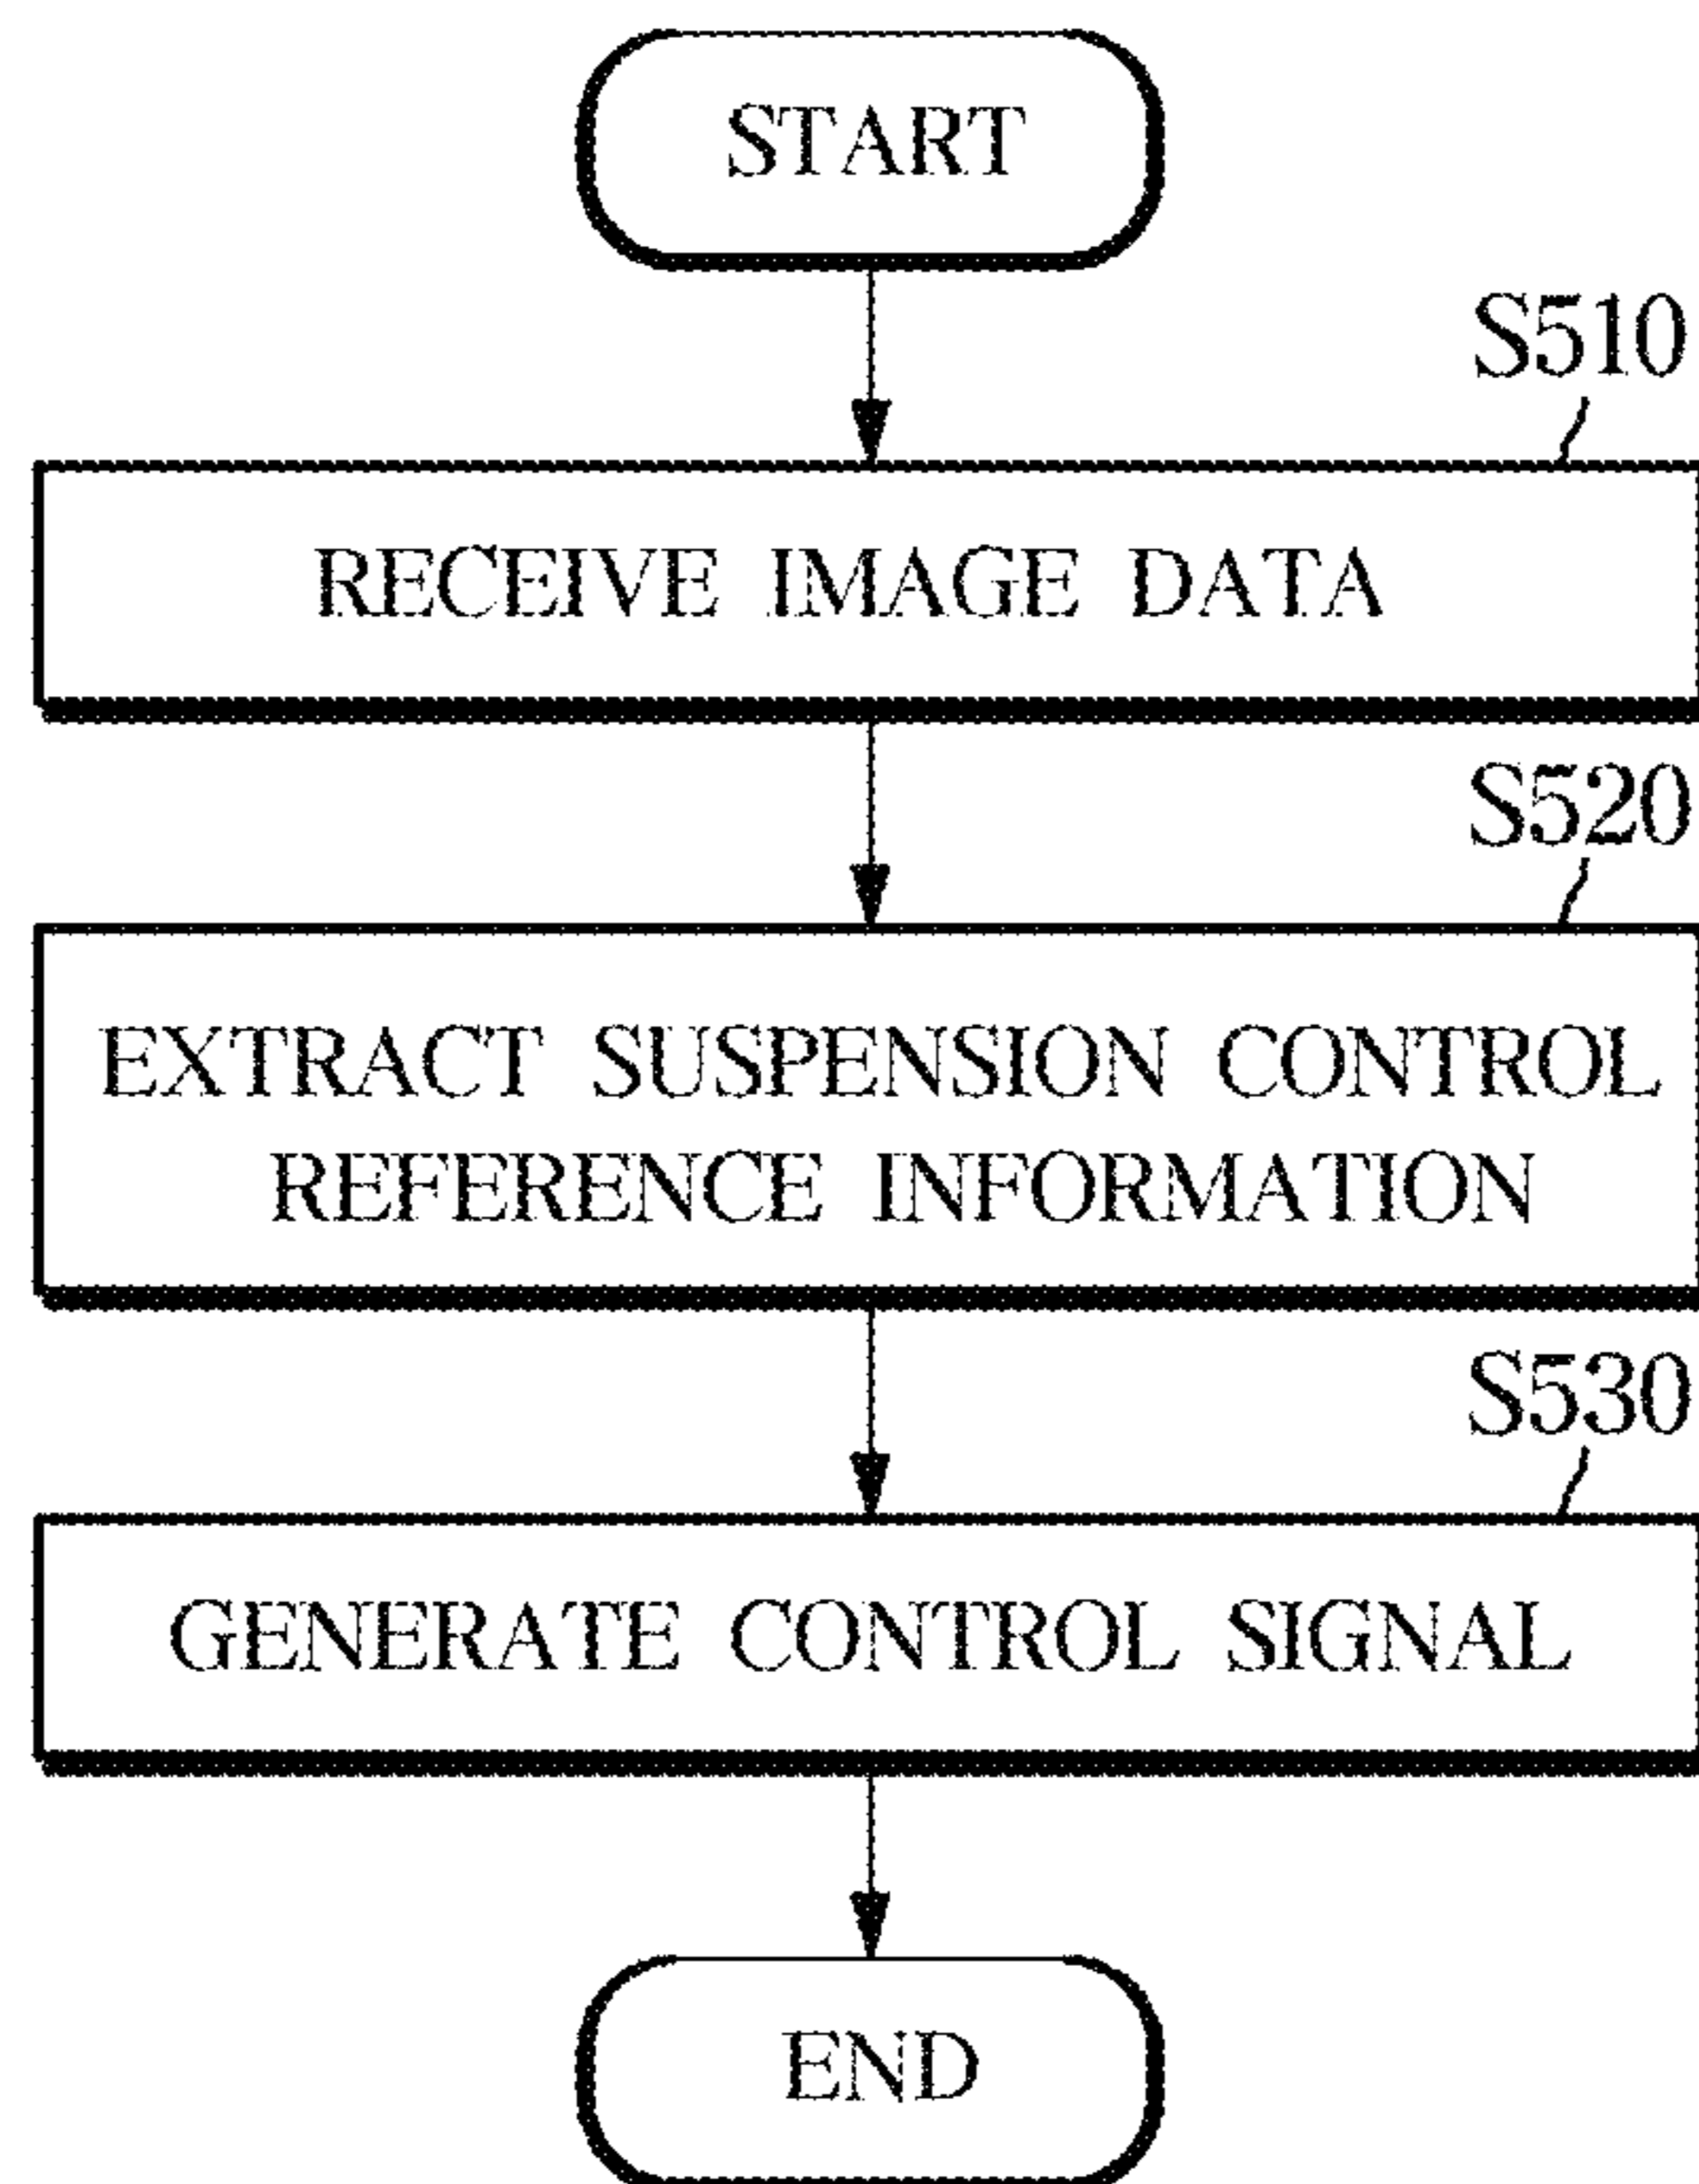 START
S510
RECEIVE IMAGE DATA
S520
EXTRACT SUSPENSION CONTROL
REFERENCE INFORMATION
S530
GENERATE CONTROL SIGNAL
END